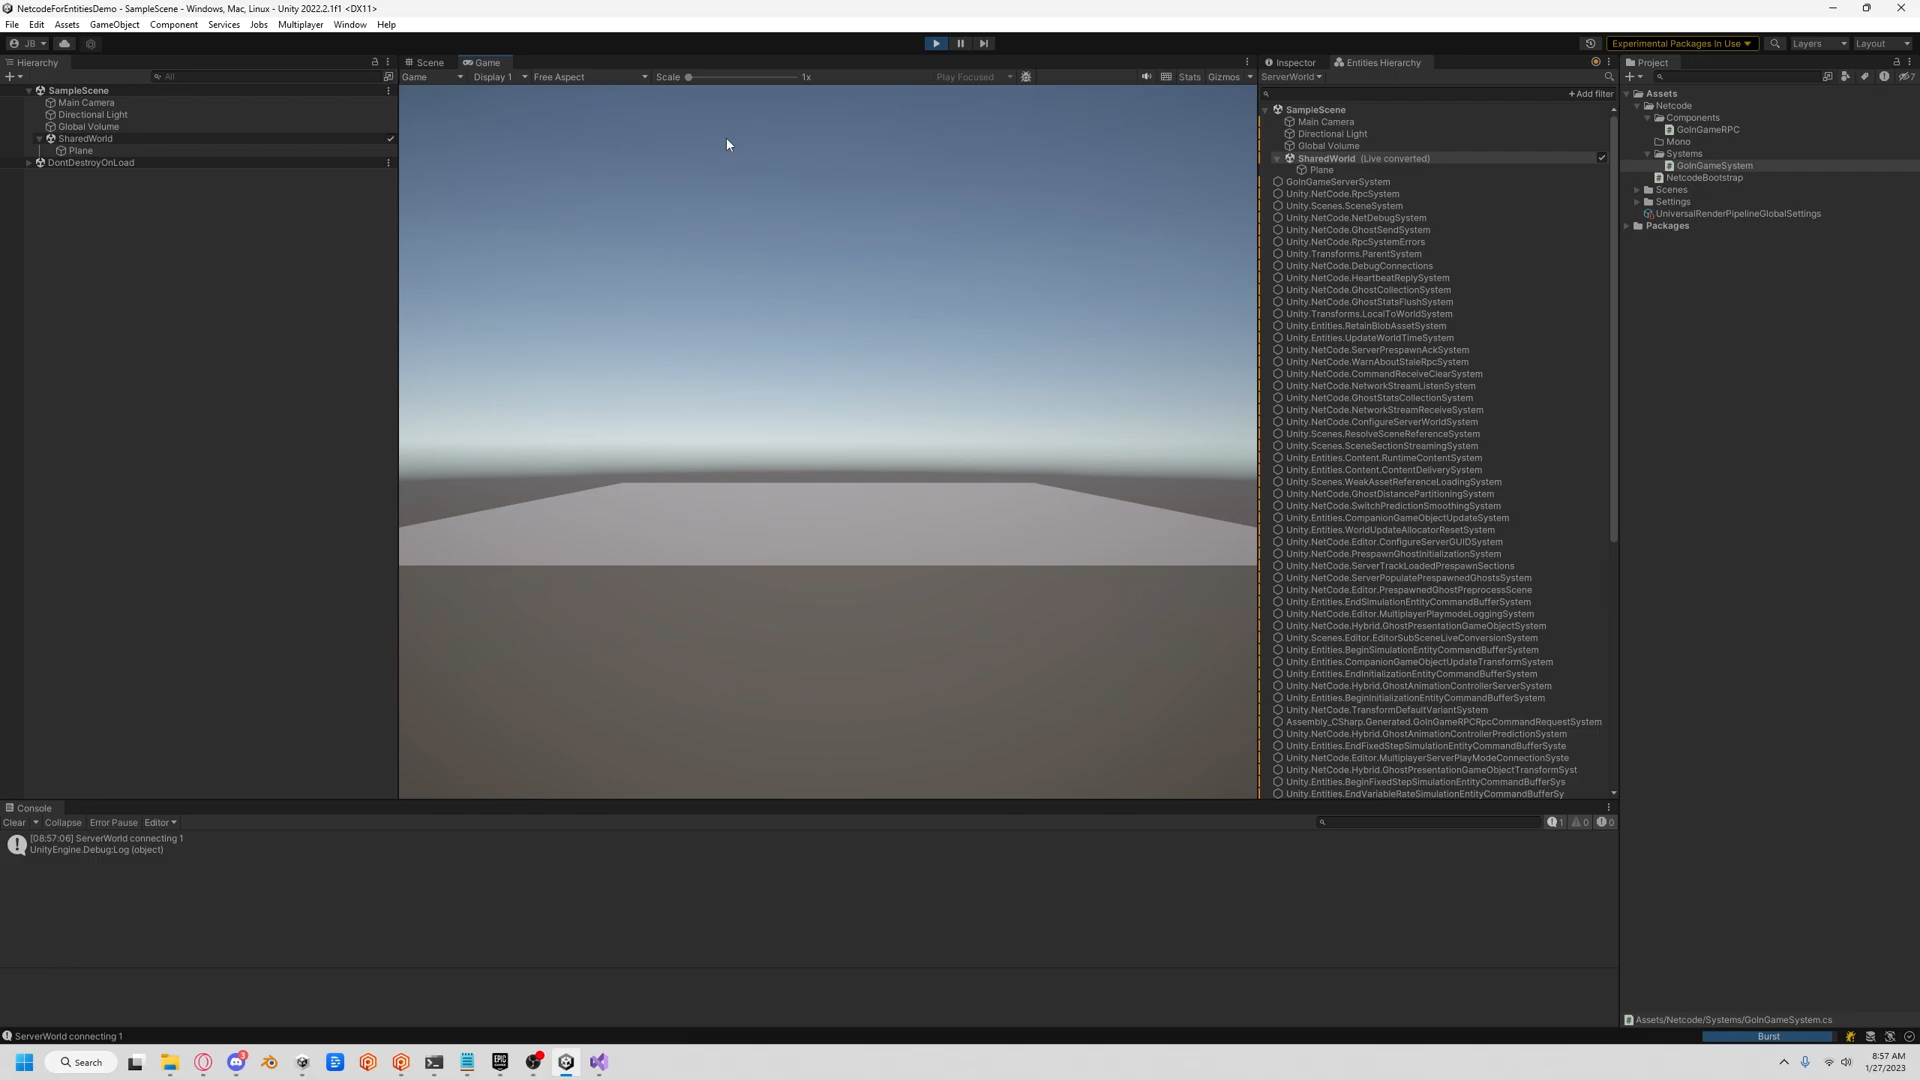 NetcodeForEntitiesDemo - SampleScene - Windows, Mac, Linux - Unity 2022.2.1f1 <DX11>
File Edit Assets GameObject Component Services Jobs Multiplayer Window Help
JB
Experimental Packages In Use
Layers
Layout
Hierarchy
All
SampleScene
Main Camera
Directional Light
Global Volume
SharedWorld
Plane
DontDestroyOnLoad
Scene
Game
Game
Display 1
Free Aspect
Scale
1x
Play Focused
Stats
Gizmos
Inspector
Entities Hierarchy
ServerWorld
Add filter
SampleScene
Main Camera
Directional Light
Global Volume
SharedWorld (Live converted)
Plane
GoInGameServerSystem
Unity.NetCode.RpcSystem
Unity.Scenes.SceneSystem
Unity.NetCode.NetDebugSystem
Unity.NetCode.GhostSendSystem
Unity.NetCode.RpcSystemErrors
Unity.Transforms.ParentSystem
Unity.NetCode.DebugConnections
Unity.NetCode.HeartbeatReplySystem
Unity.NetCode.GhostCollectionSystem
Unity.NetCode.GhostStatsFlushSystem
Unity.Transforms.LocalToWorldSystem
Unity.Entities.RetainBlobAssetSystem
Unity.Entities.UpdateWorldTimeSystem
Unity.NetCode.ServerPrespawnAckSystem
Unity.NetCode.WarnAboutStaleRpcSystem
Unity.NetCode.CommandReceiveClearSystem
Unity.NetCode.NetworkStreamListenSystem
Unity.NetCode.GhostStatsCollectionSystem
Unity.NetCode.NetworkStreamReceiveSystem
Unity.NetCode.ConfigureServerWorldSystem
Unity.Scenes.ResolveSceneReferenceSystem
Unity.Scenes.SceneSectionStreamingSystem
Unity.Entities.Content.RuntimeContentSystem
Unity.Entities.Content.ContentDeliverySystem
Unity.Scenes.WeakAssetReferenceLoadingSystem
Unity.NetCode.GhostDistancePartitioningSystem
Unity.NetCode.SwitchPredictionSmoothingSystem
Unity.Entities.CompanionGameObjectUpdateSystem
Unity.Entities.WorldUpdateAllocatorResetSystem
Unity.NetCode.Editor.ConfigureServerGUIDSystem
Unity.NetCode.PrespawnGhostInitializationSystem
Unity.NetCode.ServerTrackLoadedPrespawnSections
Unity.NetCode.ServerPopulatePrespawnedGhostsSystem
Unity.NetCode.Editor.PrespawnedGhostPreprocessScene
Unity.Entities.EndSimulationEntityCommandBufferSystem
Unity.NetCode.Editor.MultiplayerPlaymodeLoggingSystem
Unity.NetCode.Hybrid.GhostPresentationGameObjectSystem
Unity.Scenes.Editor.EditorSubSceneLiveConversionSystem
Unity.Entities.BeginSimulationEntityCommandBufferSystem
Unity.Entities.CompanionGameObjectUpdateTransformSystem
Unity.Entities.EndInitializationEntityCommandBufferSystem
Unity.NetCode.Hybrid.GhostAnimationControllerServerSystem
Unity.Entities.BeginInitializationEntityCommandBufferSystem
Unity.NetCode.TransformDefaultVariantSystem
Assembly_CSharp.Generated.GoInGameRPCRpcCommandRequestSystem
Unity.NetCode.Hybrid.GhostAnimationControllerPredictionSystem
Unity.Entities.EndFixedStepSimulationEntityCommandBufferSyste
Unity.NetCode.Editor.MultiplayerServerPlayModeConnectionSyste
Unity.NetCode.Hybrid.GhostPresentationGameObjectTransformSyst
Unity.Entities.BeginFixedStepSimulationEntityCommandBufferSys
Unity.Entities.EndVariableRateSimulationEntityCommandBufferSy
Project
7
Assets
Netcode
Components
GoInGameRPC
Mono
Systems
GoInGameSystem
NetcodeBootstrap
Scenes
Settings
UniversalRenderPipelineGlobalSettings
Packages
Assets/Netcode/Systems/GoInGameSystem.cs
Console
Clear
Collapse
Error Pause
Editor
1
0
0
[08:57:06] ServerWorld connecting 1
UnityEngine.Debug:Log (object)
ServerWorld connecting 1
Burst
Search
3
EPIC
8:57 AM
1/27/2023